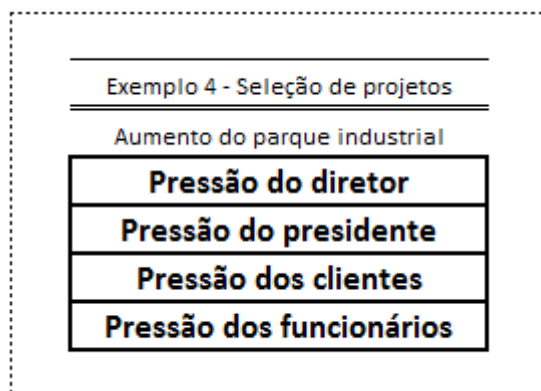 Exemplo 4 - Seleção de projetos
Aumento do parque industrial
Pressão do diretor
Pressão do presidente
Pressão dos clientes
Pressão dos funcionários